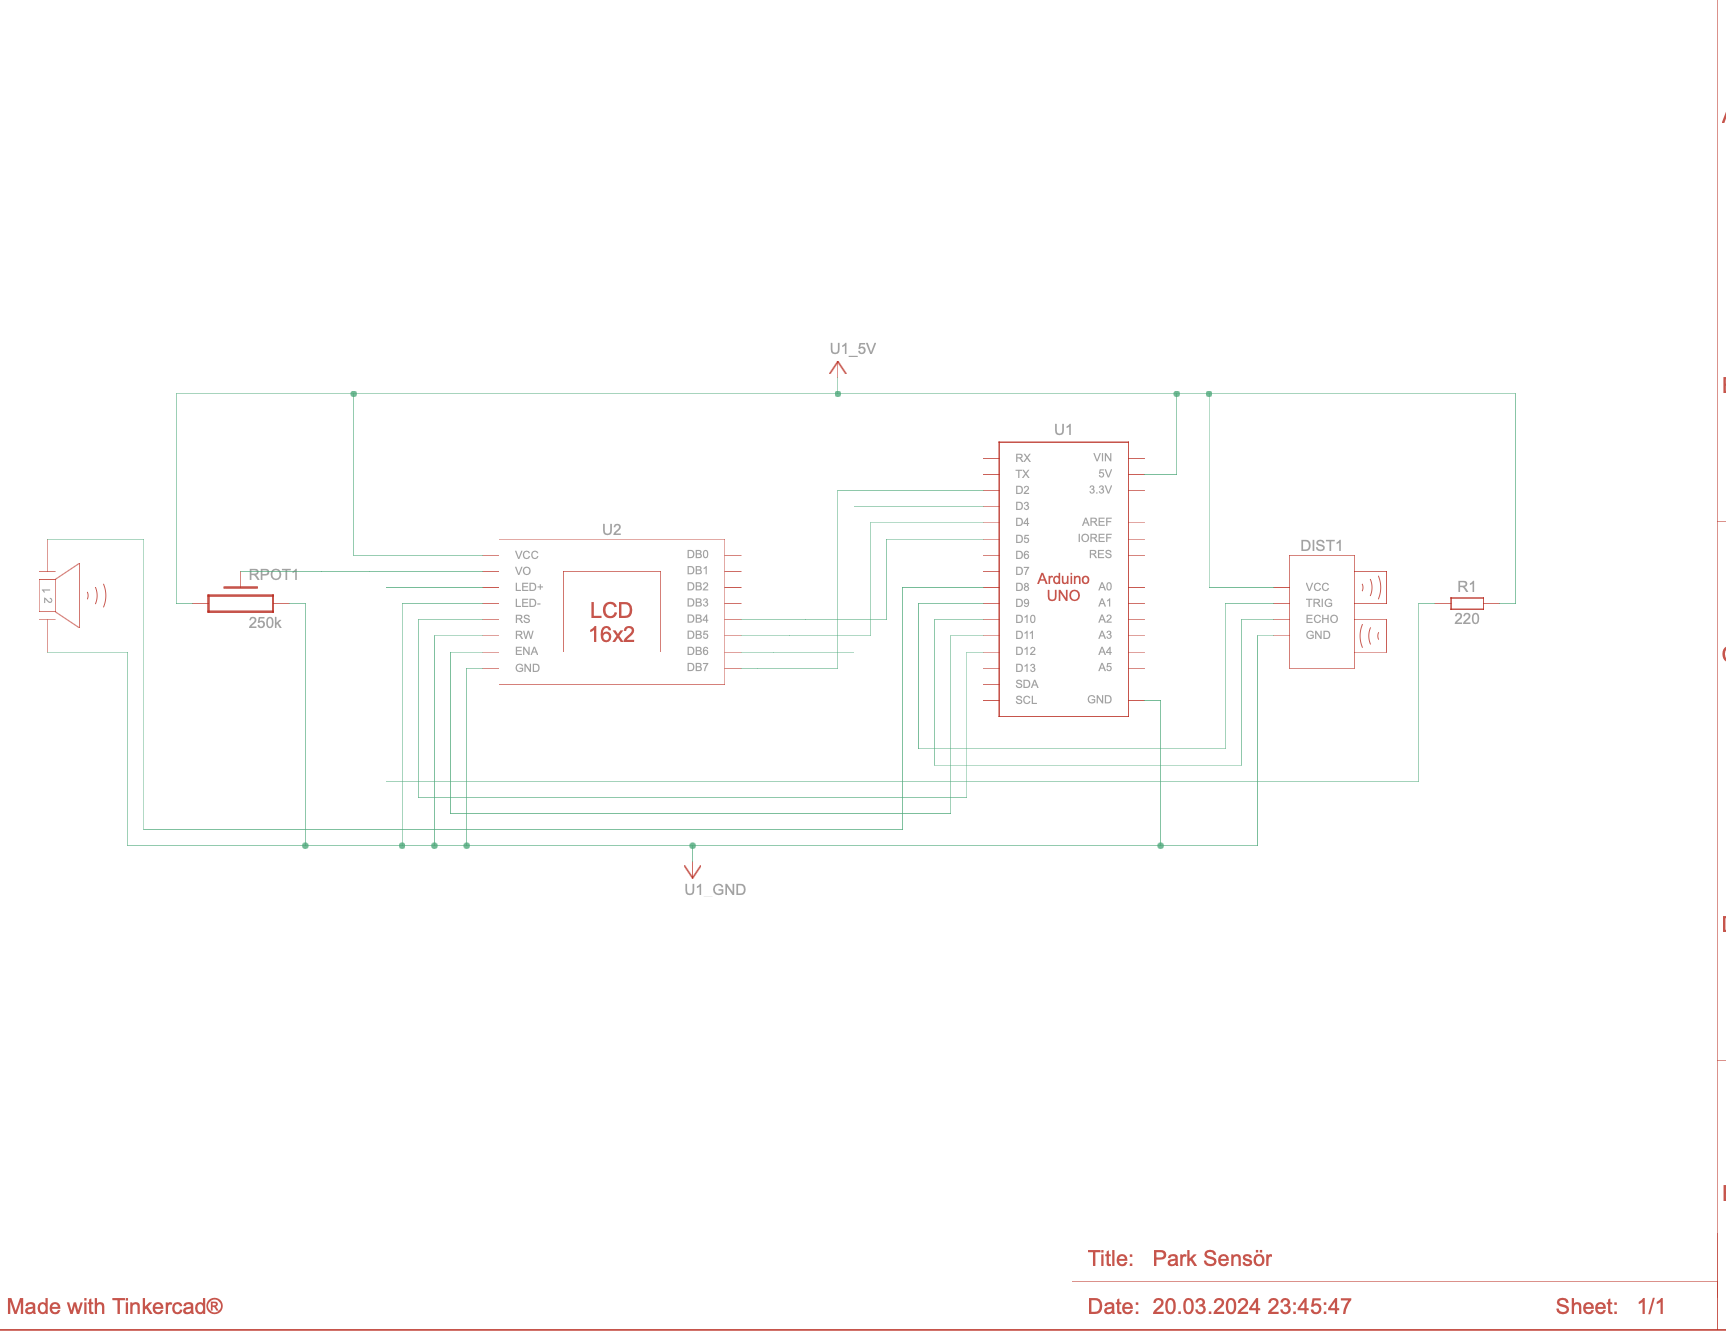 U1_5V
U1
RX
TX
D2
D3
D4
D5
D6
D7
D8
D9
D10
D11
D12
D13
SDA
SCL
VIN
5V
3.3V
AREF
IOREF
RES
A0
A1
A2
A3
A4
A5
GND
Arduino
UNO
U2
VCC
VO
LED+
LED-
RS
RW
ENA
GND
DB0
DB1
DB2
DB3
DB4
DB5
DB6
DB7
LCD
16x2
1
2
RPOT1
250k
DIST1
VCC
TRIG
ECHO
GND
R1
220
U1_GND
Title: Park Sensör
Made with Tinkercad®
Date: 20.03.2024 23:45:47
Sheet: 1/1